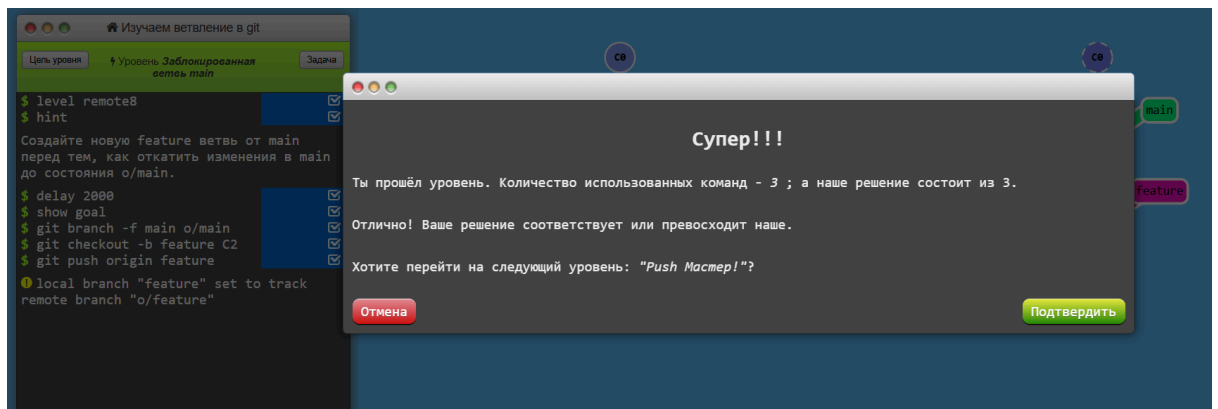 Изучаем ветвление в git
Цель уровня
Уровень Заблокированная
ветвь main
Задача
$ level remote8
$ hint
Создайте новую feature ветвь от main
перед тем, как откатить изменения в main
до состояния o/main.
$ delay 2000
$ show goal
$ git branch -f main o/main
$ git checkout -b feature C2
$ git push origin feature
local branch "feature" set to track
remote branch "o/feature"
c0
c0
main
feature
Супер!!!
Ты прошёл уровень. Количество использованных команд - 3 ; а наше решение состоит из 3.
Отлично! Ваше решение соответствует или превосходит наше.
Хотите перейти на следующий уровень: "Push Мастер!"?
Отмена
Подтвердить